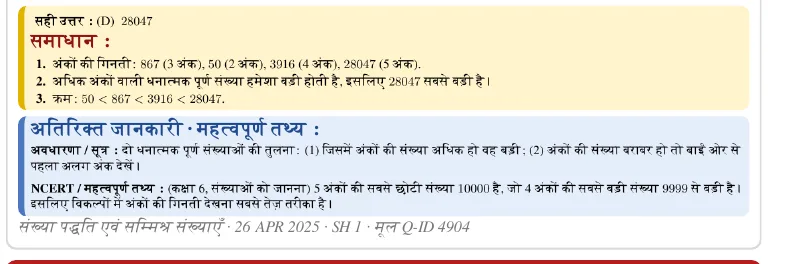 सही उत्तर : (D) 28047
समाधान :
1. अंकों की गिनती: 867 (3 अंक), 50 (2 अंक), 3916 (4 अंक), 28047 (5 अंक).
2. अधिक अंकों वाली धनात्मक पूर्ण संख्या हमेशा बड़ी होती है, इसलिए 28047 सबसे बड़ी है।
3. क्रम: 50 < 867 < 3916 < 28047.
अतिरिक्त जानकारी · महत्वपूर्ण तथ्य :
अवधारणा / सूत्र : दो धनात्मक पूर्ण संख्याओं की तुलना: (1) जिसमें अंकों की संख्या अधिक हो वह बड़ी; (2) अंकों की संख्या बराबर हो तो बाईं ओर से
पहला अलग अंक देखें।
NCERT / महत्वपूर्ण तथ्य : (कक्षा 6, संख्याओं को जानना) 5 अंकों की सबसे छोटी संख्या 10000 है, जो 4 अंकों की सबसे बड़ी संख्या 9999 से बड़ी है।
इसलिए विकल्पों में अंकों की गिनती देखना सबसे तेज़ तरीका है।
संख्या पद्धति एवं सम्मिश्र संख्याएँ · 26 APR 2025 · SH 1 · मूल Q-ID 4904